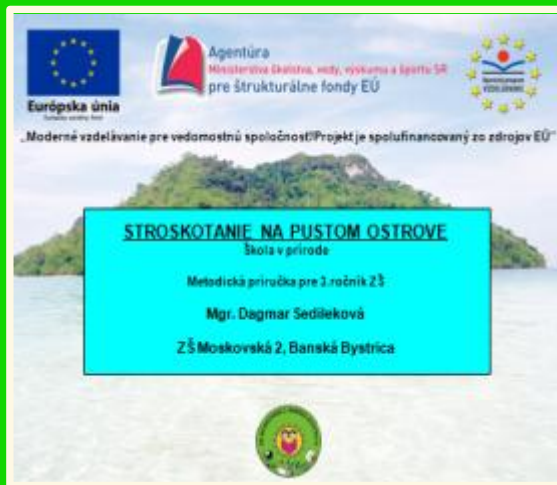 Agentúra
Ministerstva školstva, vedy, výskumu a športu SR
pre štrukturálne fondy EÚ
Európska únia
„Moderné vzdelávanie pre vedomostnú spoločnosť/Projekt je spolufinancovaný zo zdrojov EÚ“
STROSKOTANIE NA PUSTOM OSTROVE
Škola v prírode
Metodická príručka pre 3.ročník ZŠ
Mgr. Dagmar Sedileková
ZŠ Moskovská 2, Banská Bystrica